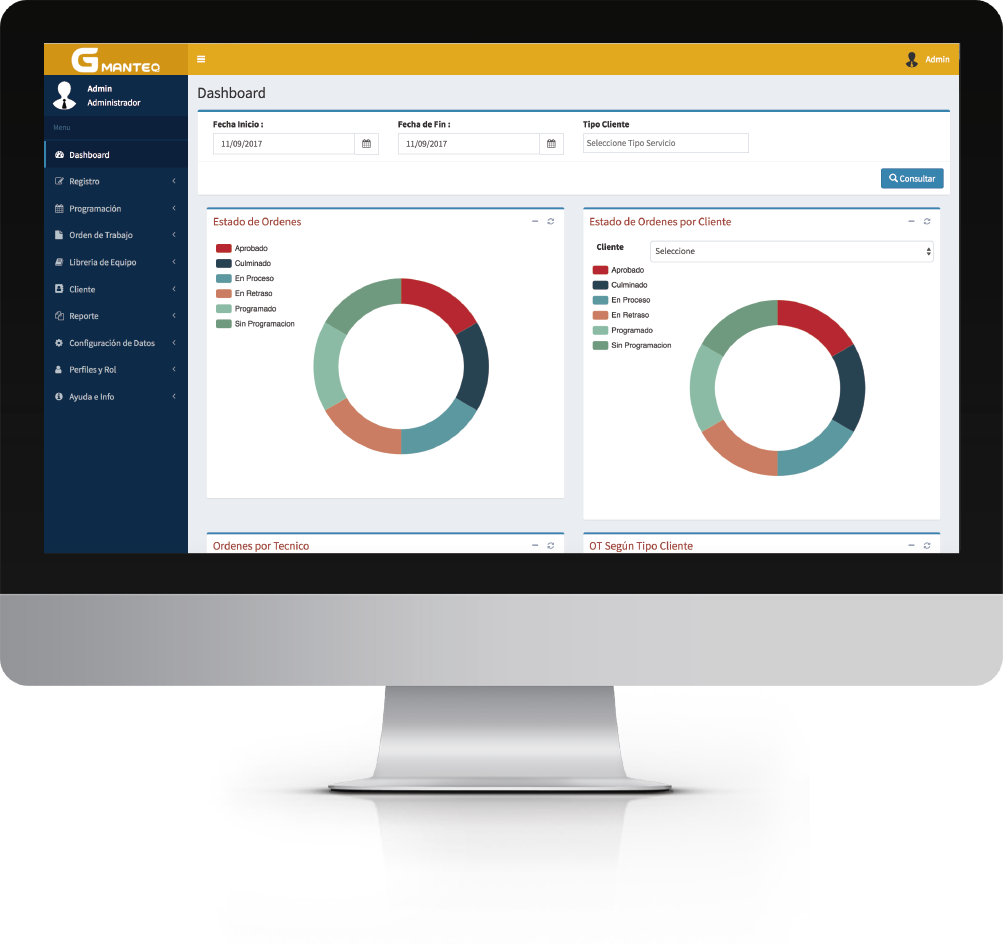 G MANTEQ
Admin
Admin
Administrador
Menu
Dashboard
Registro
Programación
Orden de Trabajo
Libreria de Equipo
Cliente
Reporte
Configuración de Datos
Perfiles y Rol
Ayuda e Info
Dashboard
Fecha Inicio :
Fecha de Fin :
Tipo Cliente
11/09/2017
11/09/2017
Seleccione Tipo Servicio
Consultar
Estado de Ordenes
Aprobado
Culminado
En Proceso
En Retraso
Programado
Sin Programacion
Estado de Ordenes por Cliente
Cliente
Seleccione
Aprobado
Culminado
En Proceso
En Retraso
Programado
Sin Programacion
Ordenes por Tecnico
OT Según Tipo Cliente